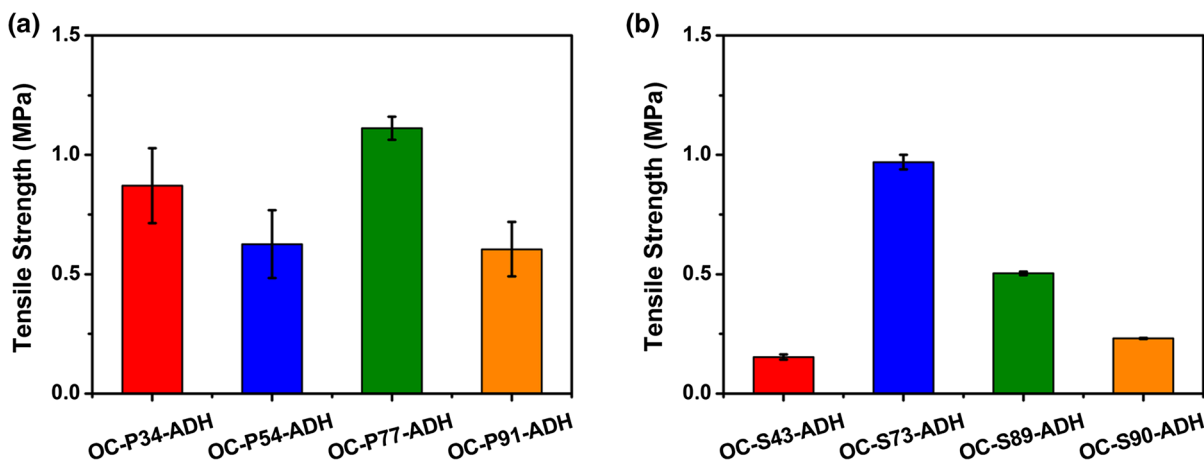 (a)
Tensile Strength (MPa)
1.5
1.0
0.5
0.0
OC-P34-ADH
OC-P54-ADH
OC-P77-ADH
OC-P91-ADH
(b)
Tensile Strength (MPa)
1.5
1.0
0.5
0.0
OC-S43-ADH
OC-S73-ADH
OC-S89-ADH
OC-S90-ADH